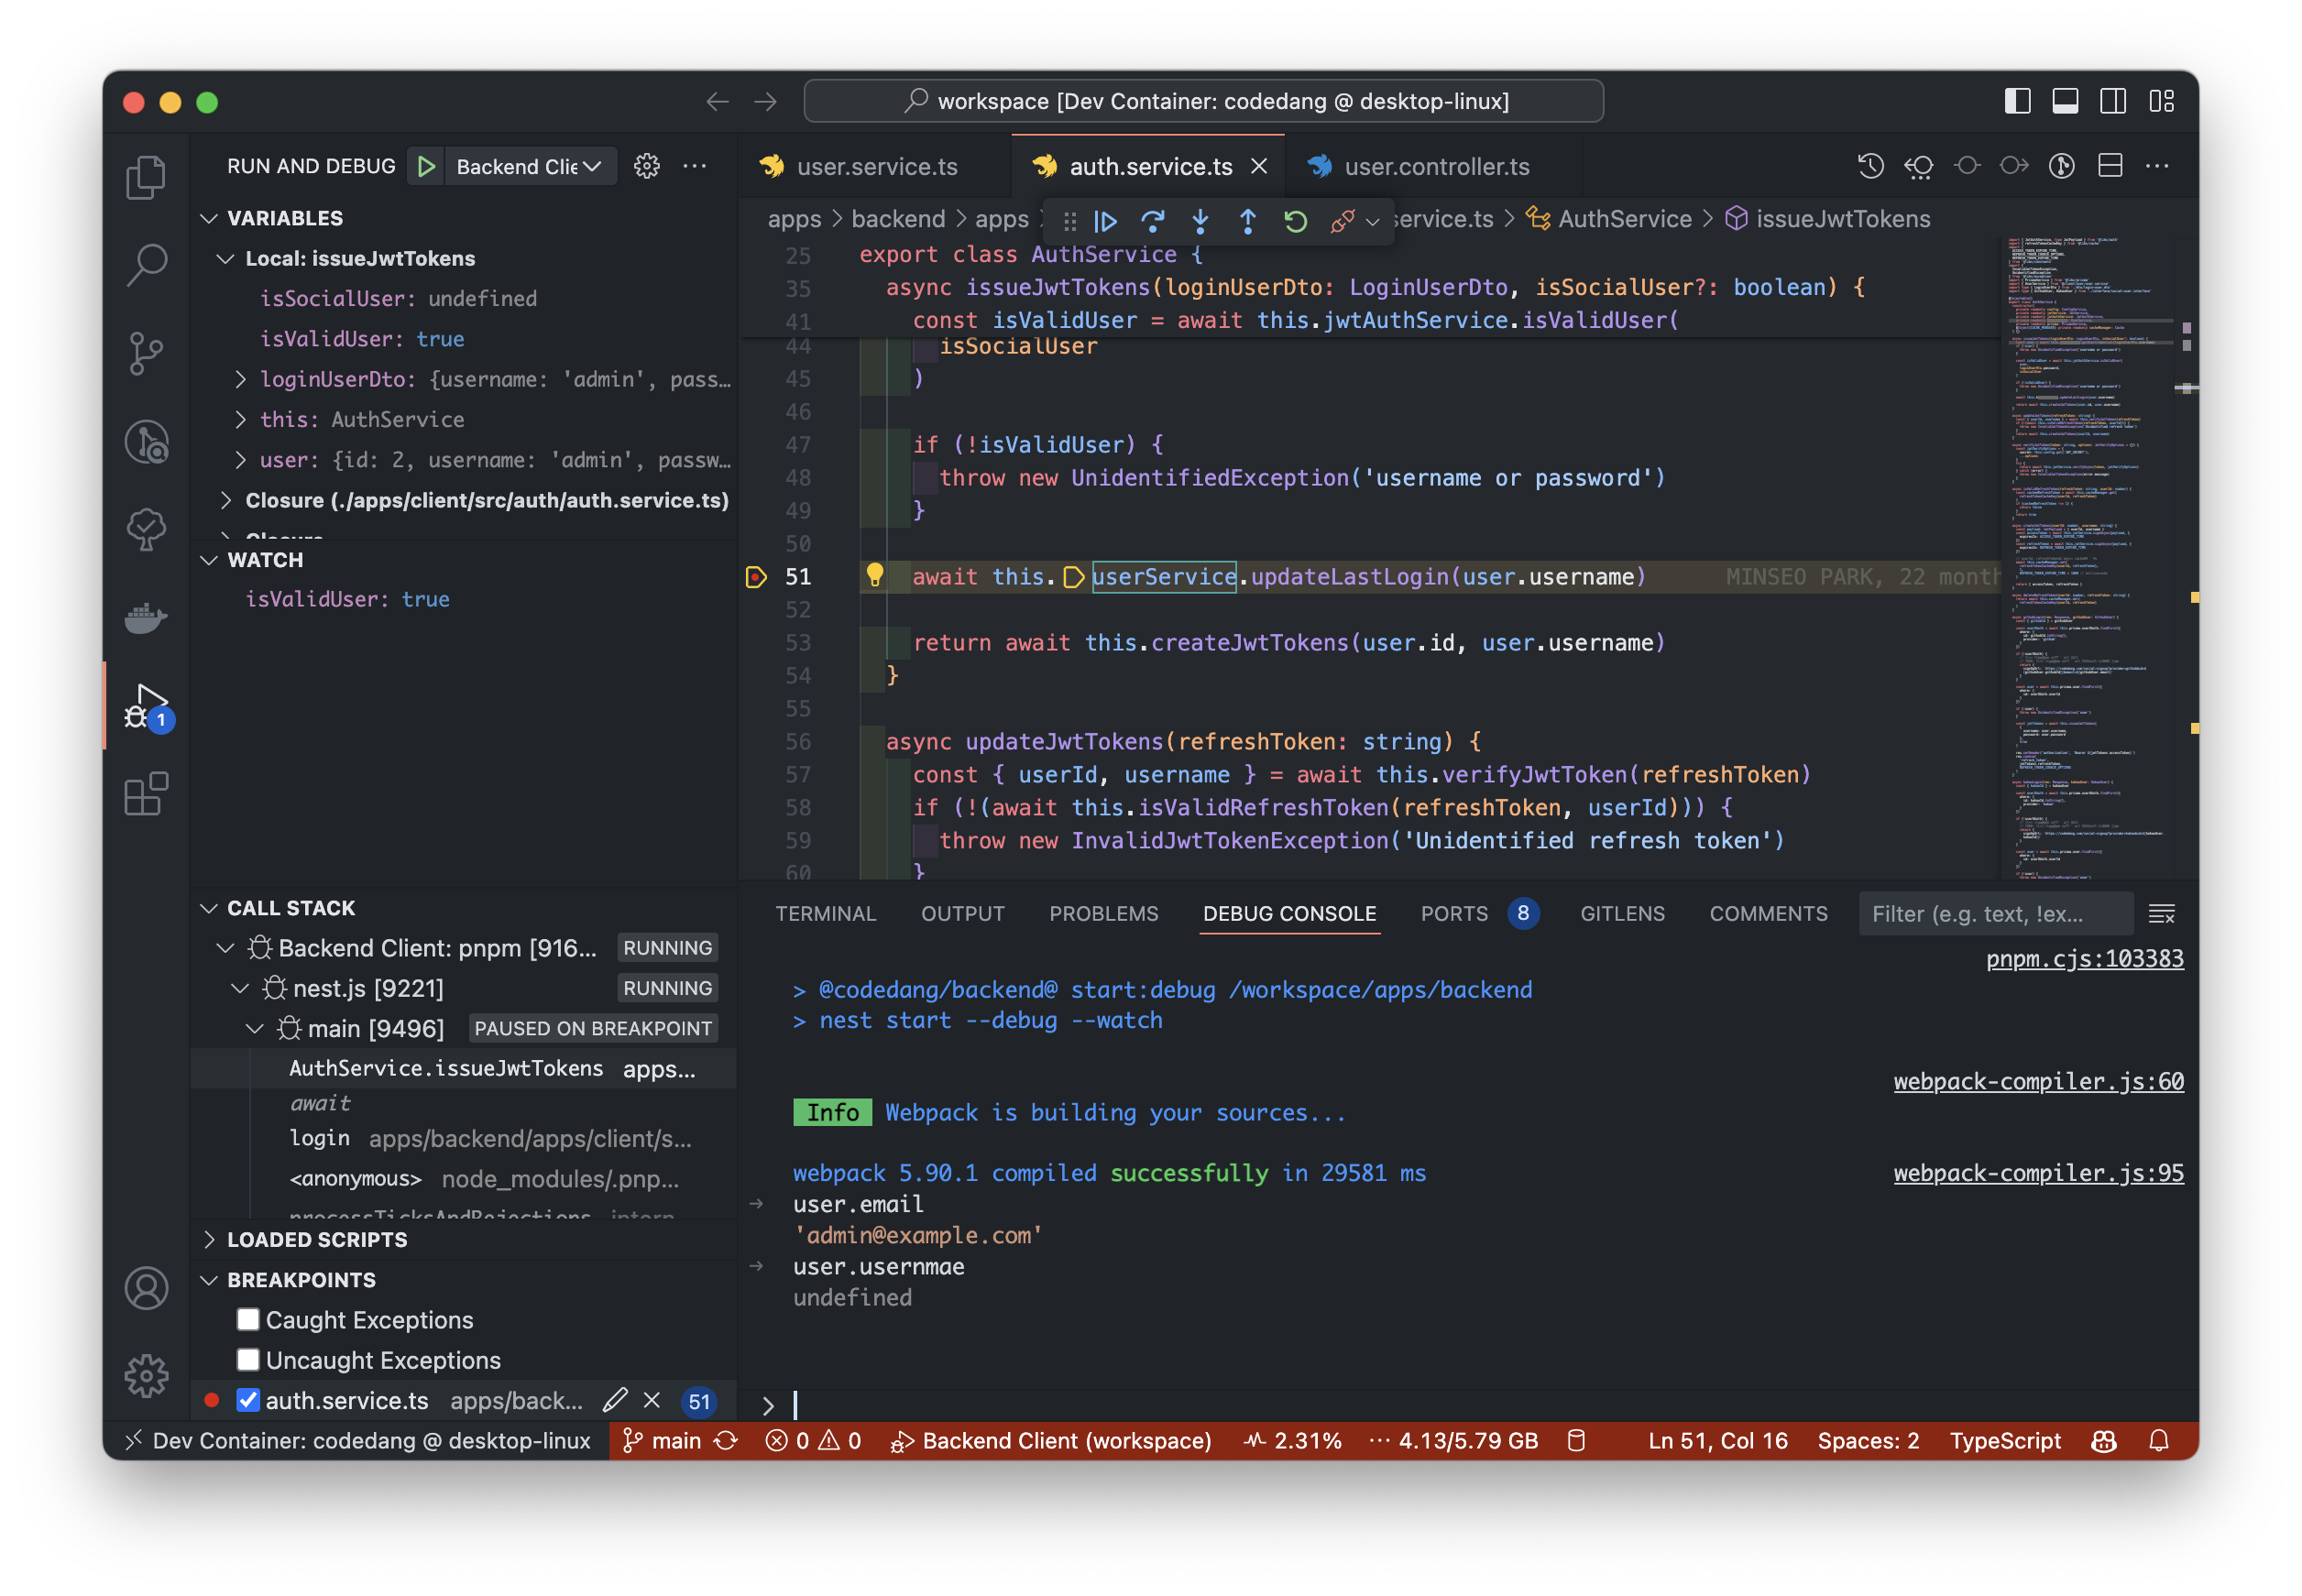 workspace [Dev Container: codedang @ desktop-linux]
RUN AND DEBUG
Backend Clie
user.service.ts
auth.service.ts
user.controller.ts
VARIABLES
Local: issueJwtTokens
isSocialUser: undefined
isValidUser: true
loginUserDto: {username: 'admin', pass…
this: AuthService
user: {id: 2, username: 'admin', passw…
Closure (./apps/client/src/auth/auth.service.ts)
Closure
WATCH
isValidUser: true
CALL STACK
Backend Client: pnpm [916… RUNNING
nest.js [9221] RUNNING
main [9496] PAUSED ON BREAKPOINT
AuthService.issueJwtTokens apps…
await
login apps/backend/apps/client/s…
<anonymous> node_modules/.pnp…
processTicksAndRejections intern
LOADED SCRIPTS
BREAKPOINTS
Caught Exceptions
Uncaught Exceptions
auth.service.ts apps/back… 51
1
apps > backend > apps > service.ts > AuthService > issueJwtTokens
25 export class AuthService {
35 async issueJwtTokens(loginUserDto: LoginUserDto, isSocialUser?: boolean) {
41 const isValidUser = await this.jwtAuthService.isValidUser(
44 isSocialUser
45 )
46
47 if (!isValidUser) {
48 throw new UnidentifiedException('username or password')
49 }
50
51 await this.userService.updateLastLogin(user.username) MINSEO PARK, 22 month
52
53 return await this.createJwtTokens(user.id, user.username)
54 }
55
56 async updateJwtTokens(refreshToken: string) {
57 const { userId, username } = await this.verifyJwtToken(refreshToken)
58 if (!(await this.isValidRefreshToken(refreshToken, userId))) {
59 throw new InvalidJwtTokenException('Unidentified refresh token')
60 }
TERMINAL OUTPUT PROBLEMS DEBUG CONSOLE PORTS 8 GITLENS COMMENTS Filter (e.g. text, !ex…
pnpm.cjs:103383
> @codedang/backend@ start:debug /workspace/apps/backend
> nest start --debug --watch
webpack-compiler.js:60
Info Webpack is building your sources...
webpack 5.90.1 compiled successfully in 29581 ms webpack-compiler.js:95
user.email
'admin@example.com'
user.usernmae
undefined
Dev Container: codedang @ desktop-linux main 0 0 Backend Client (workspace) 2.31% 4.13/5.79 GB Ln 51, Col 16 Spaces: 2 TypeScript